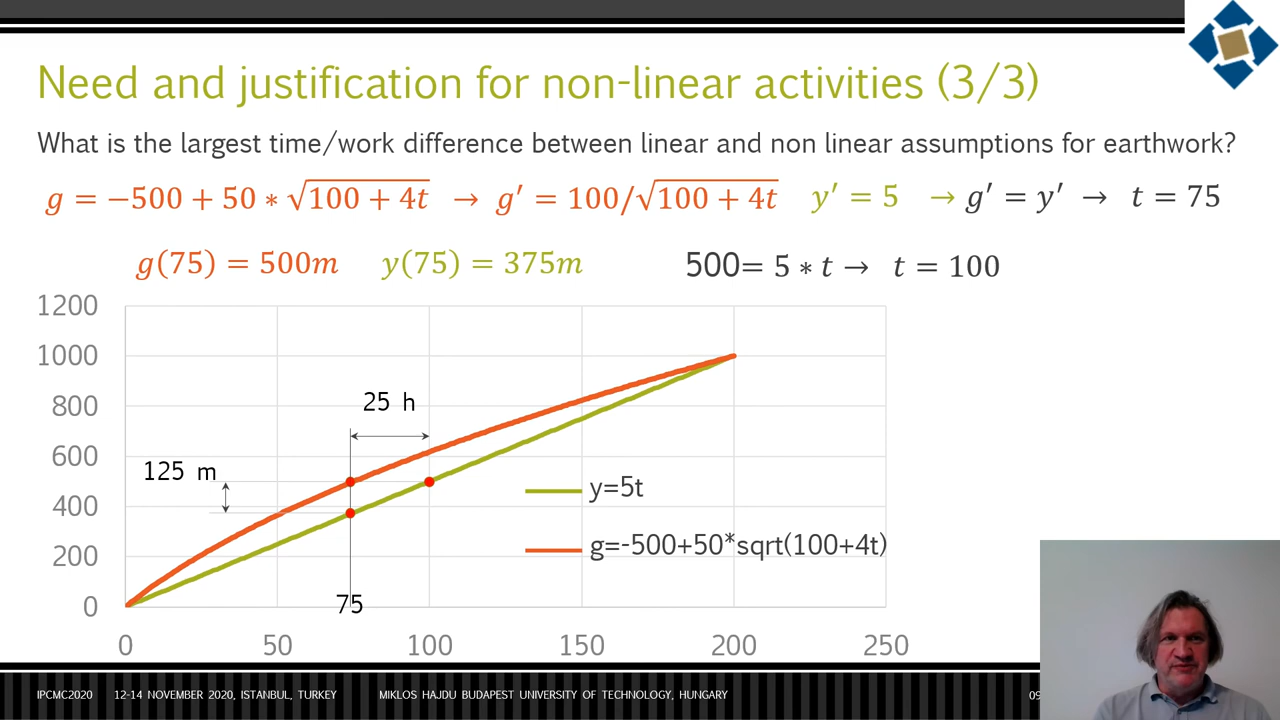 Need and justification for non-linear activities (3/3)
What is the largest time/work difference between linear and non linear assumptions for earthwork?
g = −500 + 50 ∗ √100 + 4t → g′ = 100/√100 + 4t y′ = 5 → g′ = y′ → t = 75
g(75) = 500m y(75) = 375m 500= 5 ∗ t → t = 100
1200
1000
800
600
400
200
0
25 h
125 m
y=5t
g=-500+50*sqrt(100+4t)
75
0 50 100 150 200 250
IPCMC2020 12-14 NOVEMBER 2020, ISTANBUL, TURKEY MIKLOS HAJDU BUDAPEST UNIVERSITY OF TECHNOLOGY, HUNGARY 09